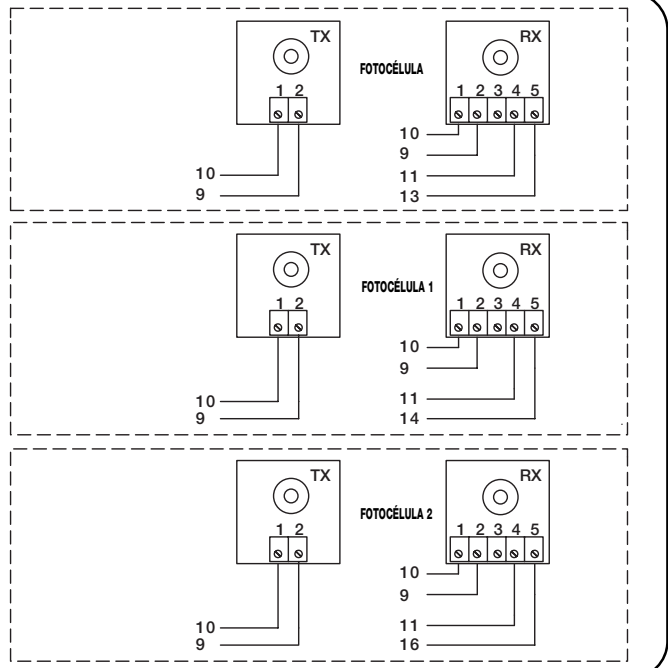 TX RX
FOTOCÉLULA
1 2 1 2 3 4 5
10
9
10 11
9 13
TX RX
FOTOCÉLULA 1
1 2 1 2 3 4 5
10
9
10 11
9 14
TX RX
FOTOCÉLULA 2
1 2 1 2 3 4 5
10
9
10 11
9 16